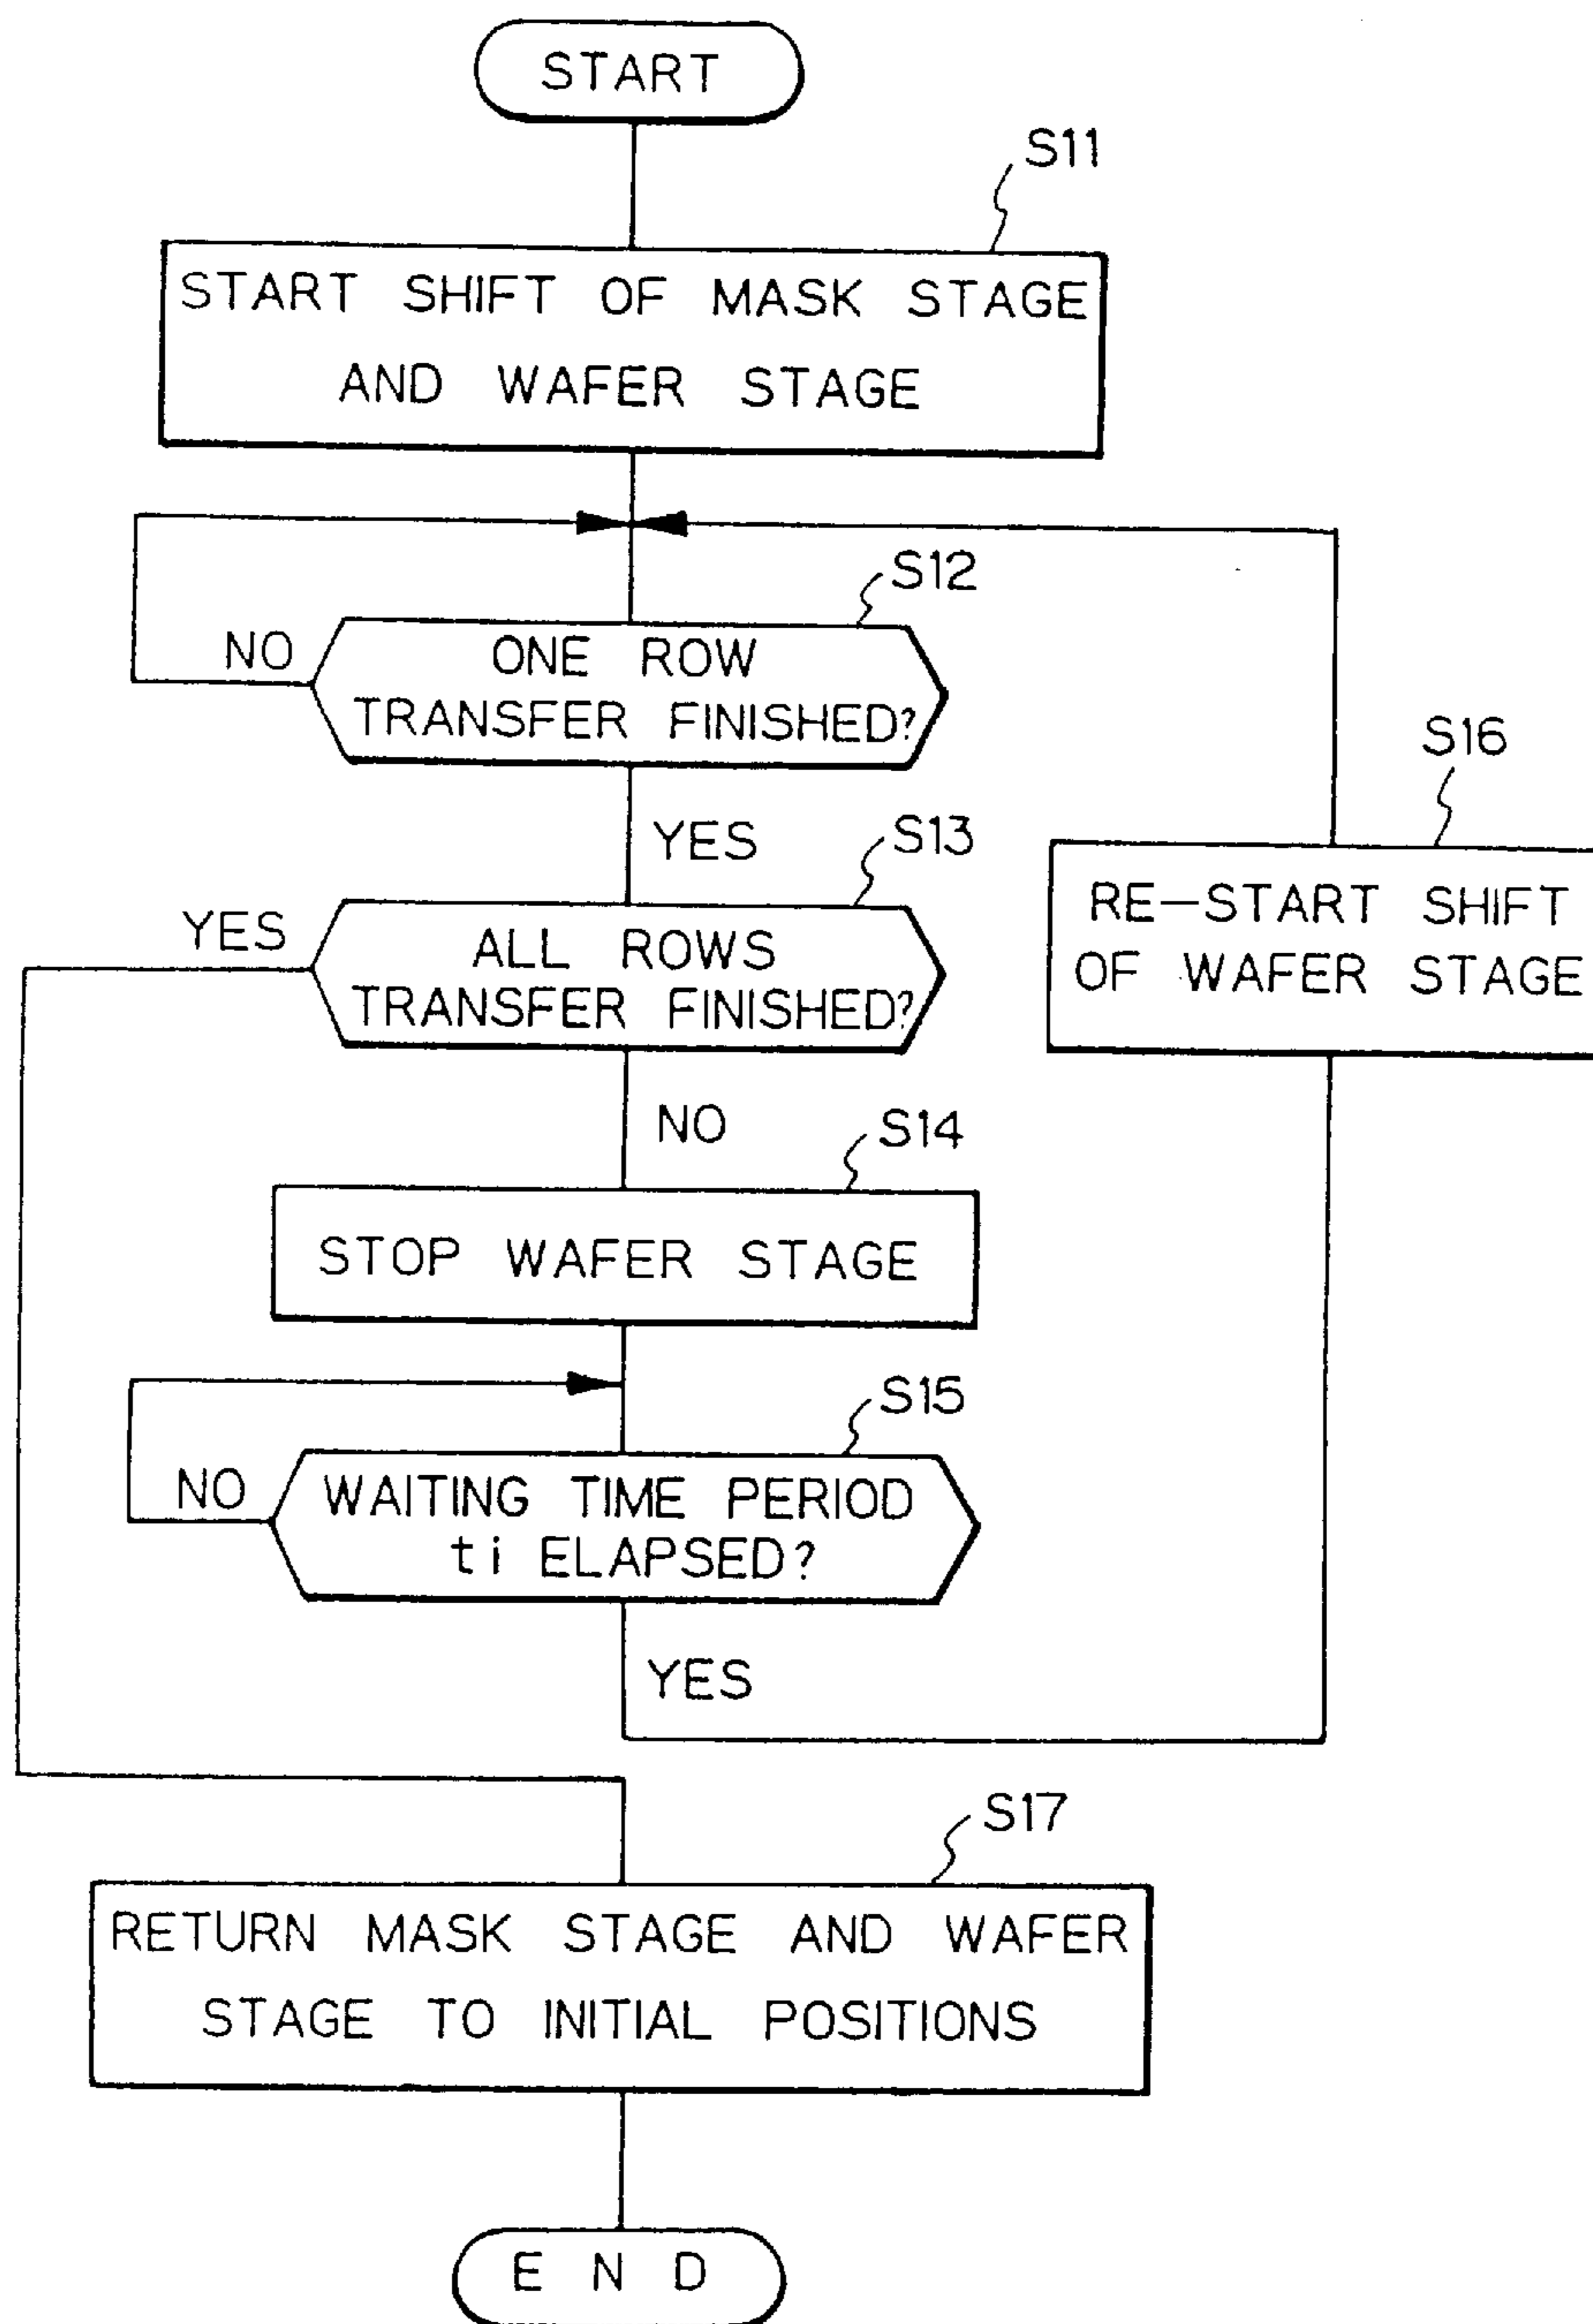 START
S11
START SHIFT OF MASK STAGE
AND WAFER STAGE
S12
NO
ONE ROW
TRANSFER FINISHED?
S16
YES
S13
RE-START SHIFT
OF WAFER STAGE
YES
ALL ROWS
TRANSFER FINISHED?
NO
S14
STOP WAFER STAGE
S15
NO
WAITING TIME PERIOD
ti ELAPSED?
YES
S17
RETURN MASK STAGE AND WAFER
STAGE TO INITIAL POSITIONS
END